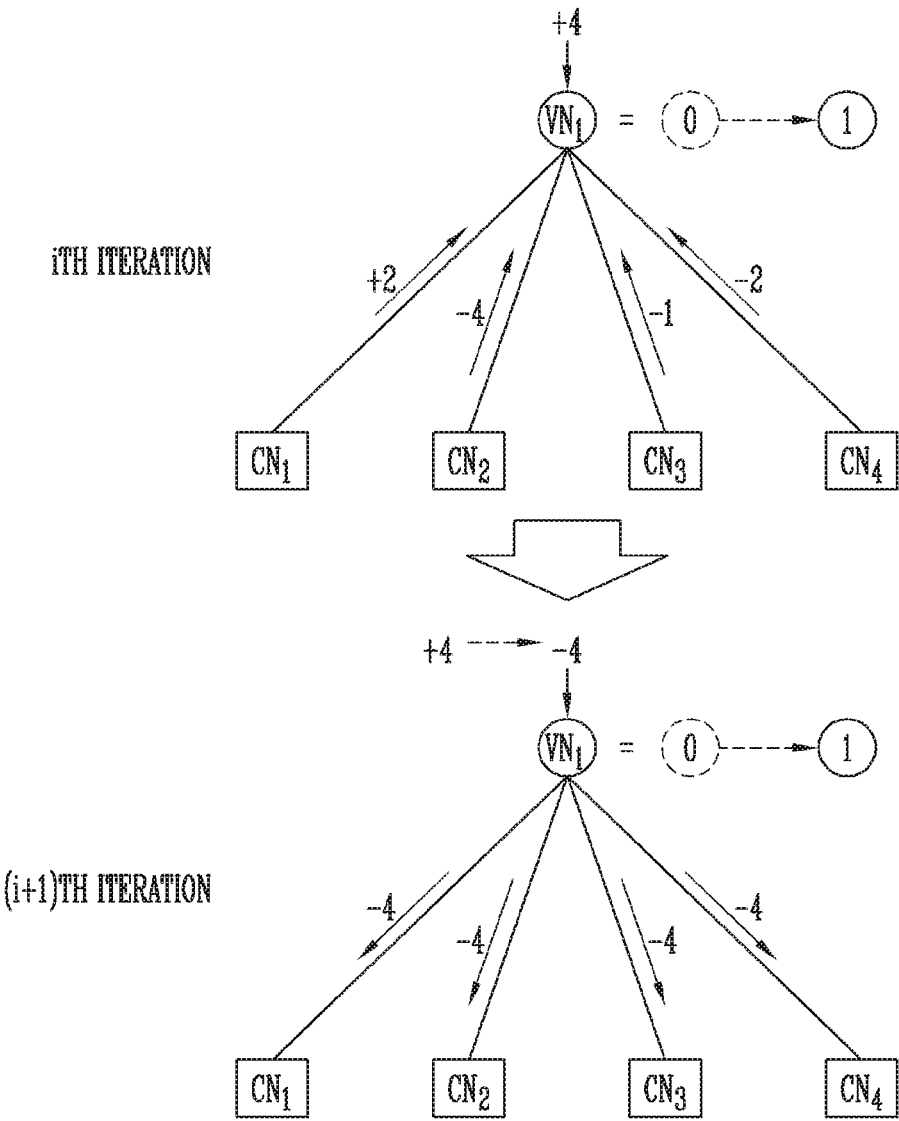 +4
VN1 = 0 1
iTH ITERATION
+2 -4 -1 -2
CN1 CN2 CN3 CN4
+4 -4
VN1 = 0 1
(i+1)TH ITERATION
-4 -4 -4 -4
CN1 CN2 CN3 CN4